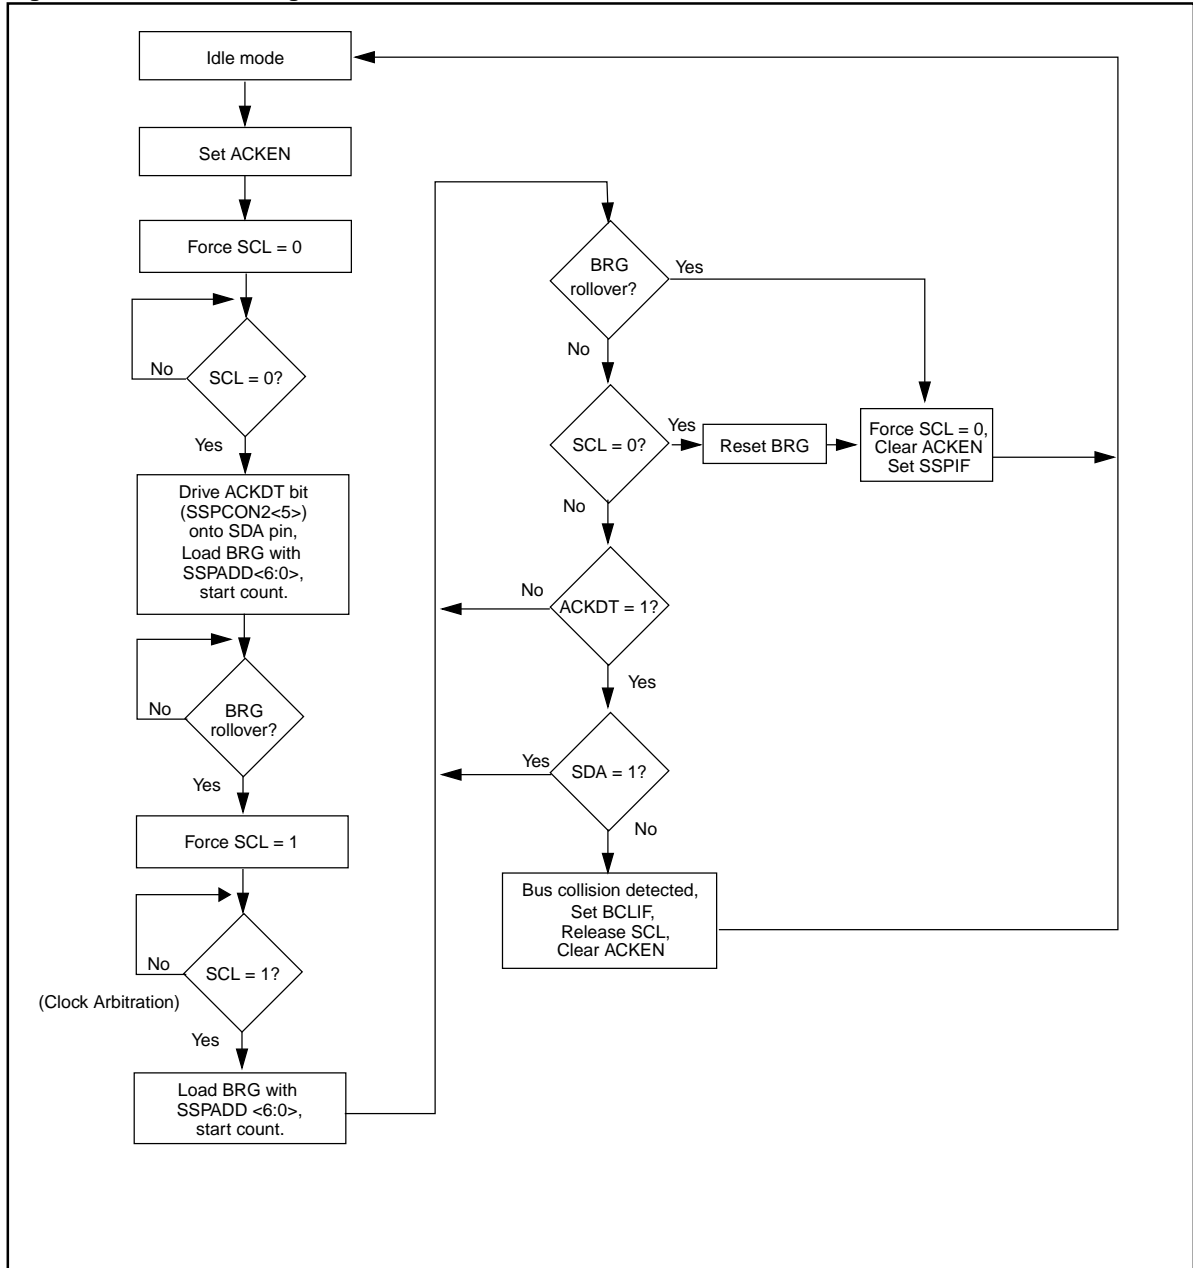 Idle mode
Set ACKEN
Force SCL = 0
No
SCL = 0?
Yes
Drive ACKDT bit
(SSPCON2<5>)
onto SDA pin,
Load BRG with
SSPADD<6:0>,
start count.
No
BRG
rollover?
Yes
Force SCL = 1
No
SCL = 1?
(Clock Arbitration)
Yes
Load BRG with
SSPADD <6:0>,
start count.
BRG
rollover?
Yes
No
SCL = 0?
Yes
Reset BRG
Force SCL = 0,
Clear ACKEN
Set SSPIF
No
No
ACKDT = 1?
Yes
Yes
SDA = 1?
No
Bus collision detected,
Set BCLIF,
Release SCL,
Clear ACKEN